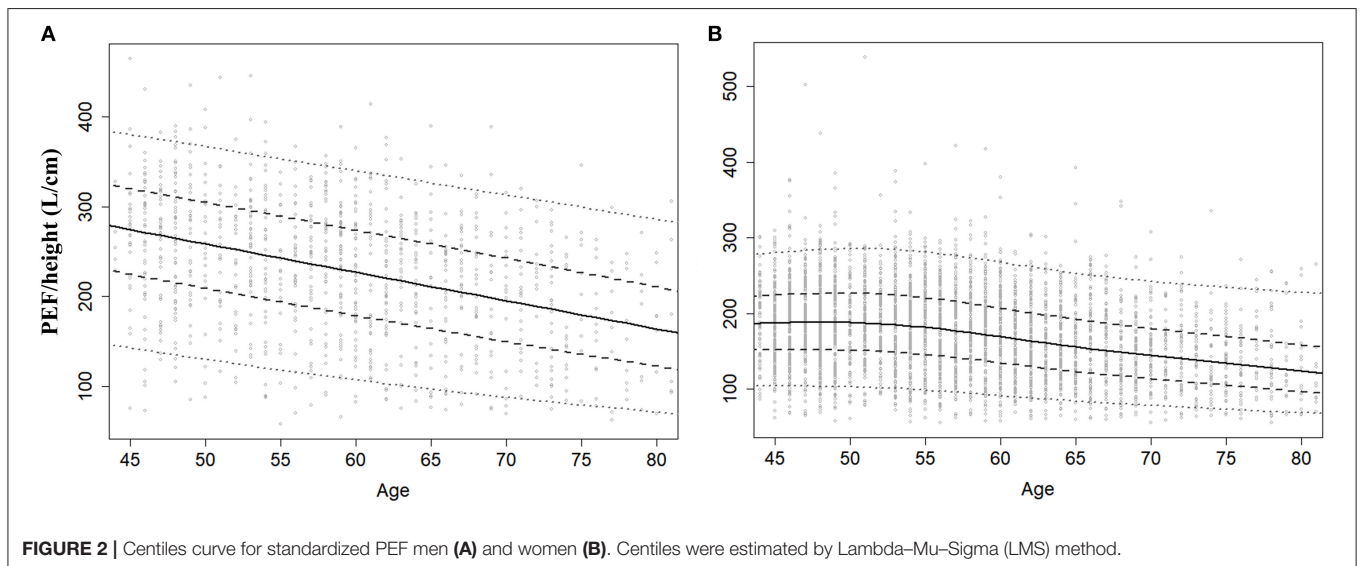 A
B
PEF/height (L/cm)
400
300
200
100
45 50 55 60 65 70 75 80
Age
500
400
300
200
100
45 50 55 60 65 70 75 80
Age
FIGURE 2 | Centiles curve for standardized PEF men (A) and women (B). Centiles were estimated by Lambda–Mu–Sigma (LMS) method.